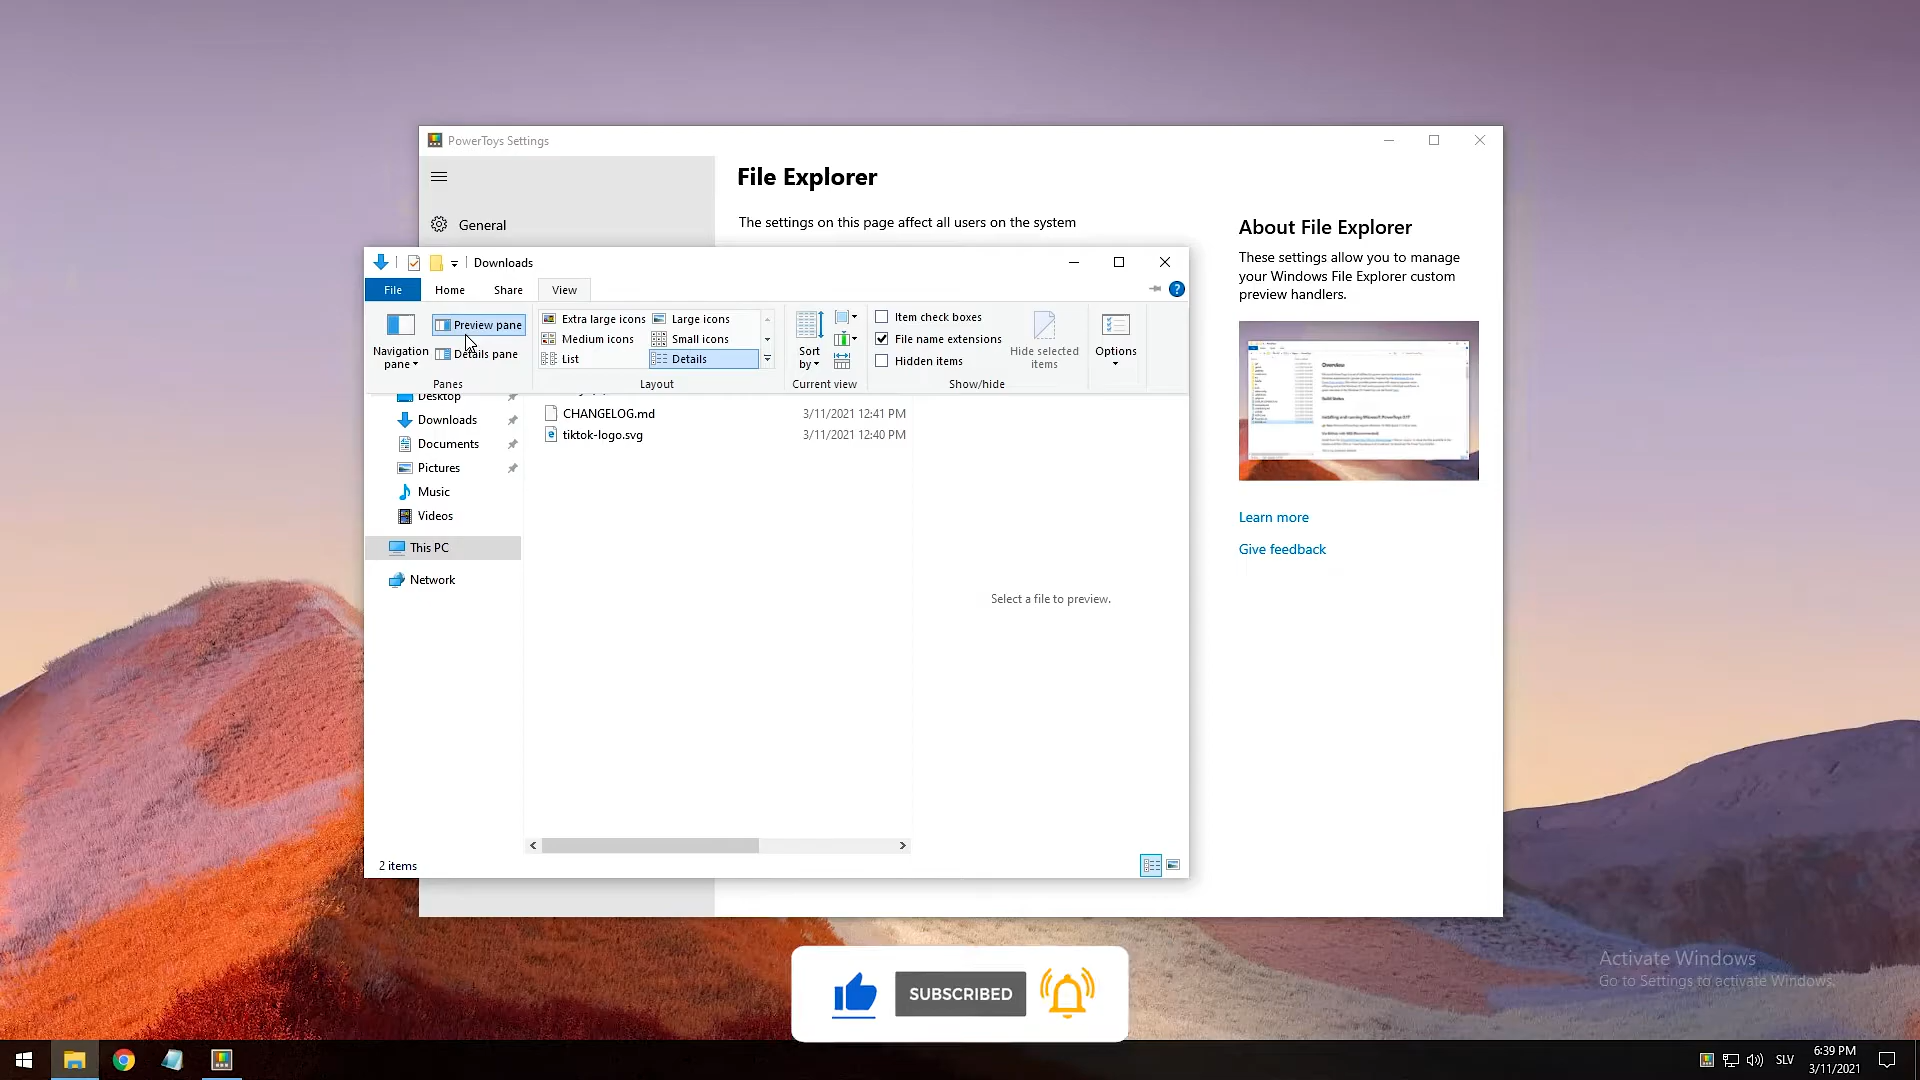 PowerToys Settings
File Explorer
The settings on this page affect all users on the system
General
About File Explorer
These settings allow you to manage
your Windows File Explorer custom
preview handlers.
Learn more
Give feedback
Downloads
File
Home
Share
View
Navigation
pane
Preview pane
Details pane
Panes
Extra large icons
Large icons
Medium icons
Small icons
List
Details
Layout
Sort
by
Current view
Item check boxes
File name extensions
Hidden items
Hide selected
items
Show/hide
Options
Desktop
Downloads
Documents
Pictures
Music
Videos
This PC
Network
CHANGELOG.md
3/11/2021 12:41 PM
tiktok-logo.svg
3/11/2021 12:40 PM
Select a file to preview.
2 items
SUBSCRIBED
Activate Windows
Go to Settings to activate Windows.
SLV
6:39 PM
3/11/2021